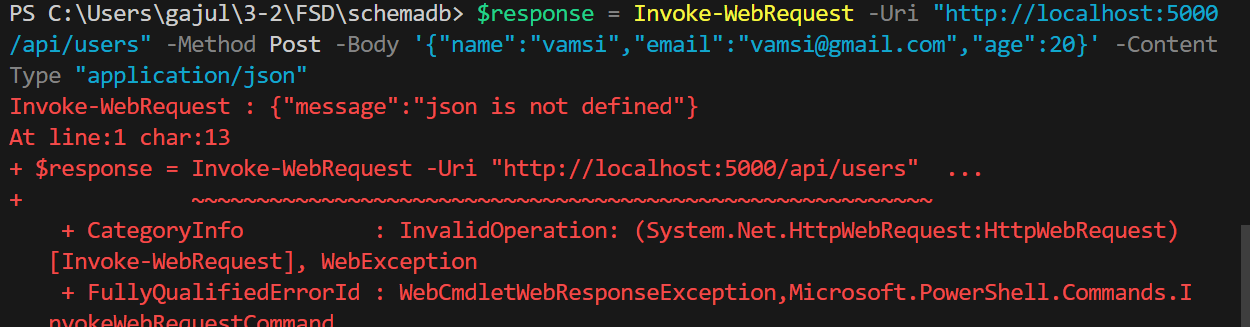 PS C:\Users\gajul\3-2\FSD\schemadb> $response = Invoke-WebRequest -Uri "http://localhost:5000
/api/users" -Method Post -Body '{"name":"vamsi","email":"vamsi@gmail.com","age":20}' -Content
Type "application/json"
Invoke-WebRequest : {"message":"json is not defined"}
At line:1 char:13
+ $response = Invoke-WebRequest -Uri "http://localhost:5000/api/users"  ...
+             ~~~~~~~~~~~~~~~~~~~~~~~~~~~~~~~~~~~~~~~~~~~~~~~~~~~~~~~~~
    + CategoryInfo          : InvalidOperation: (System.Net.HttpWebRequest:HttpWebRequest)
   [Invoke-WebRequest], WebException
    + FullyQualifiedErrorId : WebCmdletWebResponseException,Microsoft.PowerShell.Commands.I
   nvokeWebRequestCommand